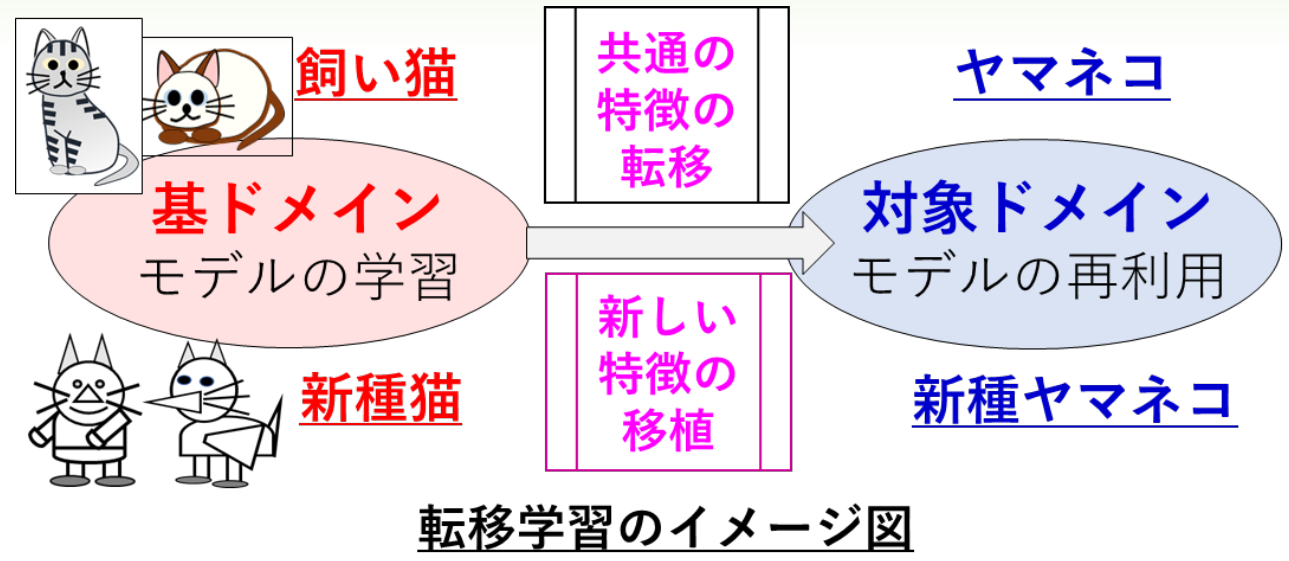 飼い猫
共通の
特徴の
転移
ヤマネコ
基ドメイン
モデルの学習
対象ドメイン
モデルの再利用
新しい
特徴の
移植
新種猫
新種ヤマネコ
転移学習のイメージ図